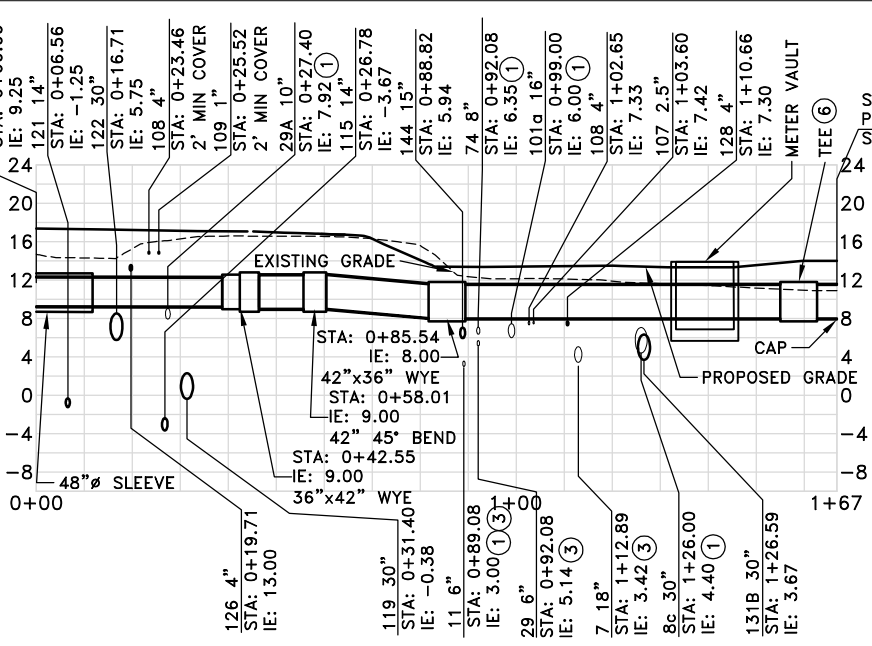 IE: 9.25
121 14"
STA: 0+06.56
IE: -1.25
122 30"
STA: 0+16.71
IE: 5.75
108 4"
STA: 0+23.46
2' MIN COVER
109 1"
STA: 0+25.52
2' MIN COVER
29A 10"
STA: 0+27.40
IE: 7.92 1
115 14"
STA: 0+26.78
IE: -3.67
144 15"
STA: 0+88.82
IE: 5.94
74 8"
STA: 0+92.08
IE: 6.35 1
101a 16"
STA: 0+99.00
IE: 6.00 1
108 4"
STA: 1+02.65
IE: 7.33
107 2.5"
STA: 1+03.60
IE: 7.42
128 4"
STA: 1+10.66
IE: 7.30
METER VAULT
TEE 6
S
P
S
24
20
16
12
8
4
0
-4
-8
24
20
16
12
8
4
0
-4
-8
EXISTING GRADE
STA: 0+85.54
IE: 8.00
42"x36" WYE
STA: 0+58.01
IE: 9.00
42" 45° BEND
STA: 0+42.55
IE: 9.00
36"x42" WYE
CAP
PROPOSED GRADE
48"ø SLEEVE
0+00
1+00
1+67
126 4"
STA: 0+19.71
IE: 13.00
119 30"
STA: 0+31.40
IE: -0.38
11 6"
STA: 0+89.08
IE: 3.00 1 3
29 6"
STA: 0+92.08
IE: 5.14 3
7 18"
STA: 1+12.89
IE: 3.42 3
8c 30"
STA: 1+26.00
IE: 4.40 1
131B 30"
STA: 1+26.59
IE: 3.67